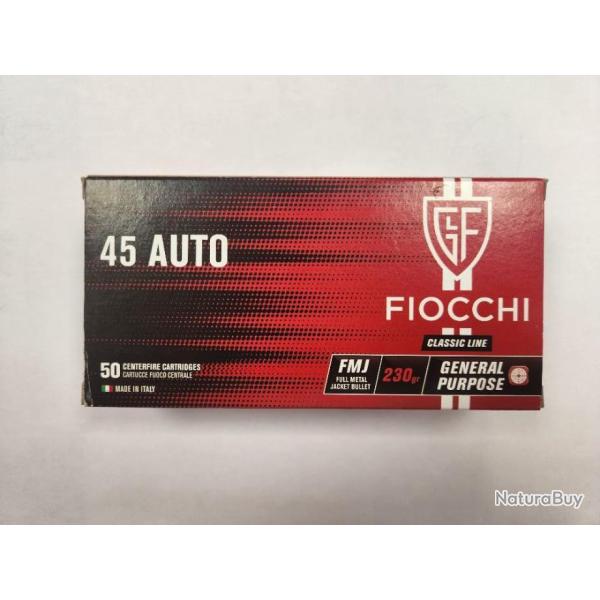 45 AUTO
GLF
FIOCCHI
CLASSIC LINE
50 CENTERFIRE CARTRIDGES
CARTUCCE FUOCO CENTRALE
MADE IN ITALY
FMJ
FULL METAL
JACKET BULLET
230gr
GENERAL
PURPOSE
NaturaBuy